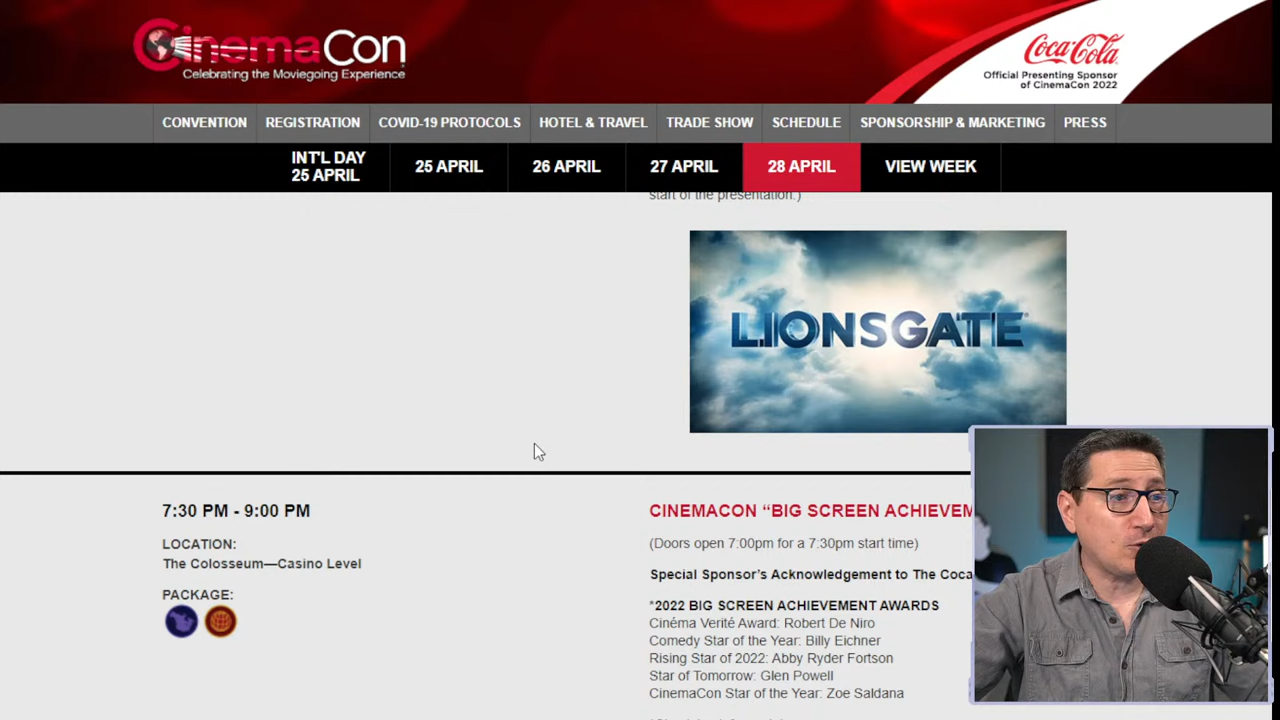 CinemaCon
Celebrating the Moviegoing Experience
Coca-Cola
Official Presenting Sponsor
of CinemaCon 2022
CONVENTION REGISTRATION COVID-19 PROTOCOLS HOTEL & TRAVEL TRADE SHOW SCHEDULE SPONSORSHIP & MARKETING PRESS
INT'L DAY
25 APRIL
25 APRIL 26 APRIL 27 APRIL 28 APRIL VIEW WEEK
start of the presentation.)
LIONSGATE
7:30 PM - 9:00 PM
LOCATION:
The Colosseum—Casino Level
PACKAGE:
CINEMACON “BIG SCREEN ACHIEVEM
(Doors open 7:00pm for a 7:30pm start time)
Special Sponsor's Acknowledgement to The Coca
*2022 BIG SCREEN ACHIEVEMENT AWARDS
Cinéma Verité Award: Robert De Niro
Comedy Star of the Year: Billy Eichner
Rising Star of 2022: Abby Ryder Fortson
Star of Tomorrow: Glen Powell
CinemaCon Star of the Year: Zoe Saldana